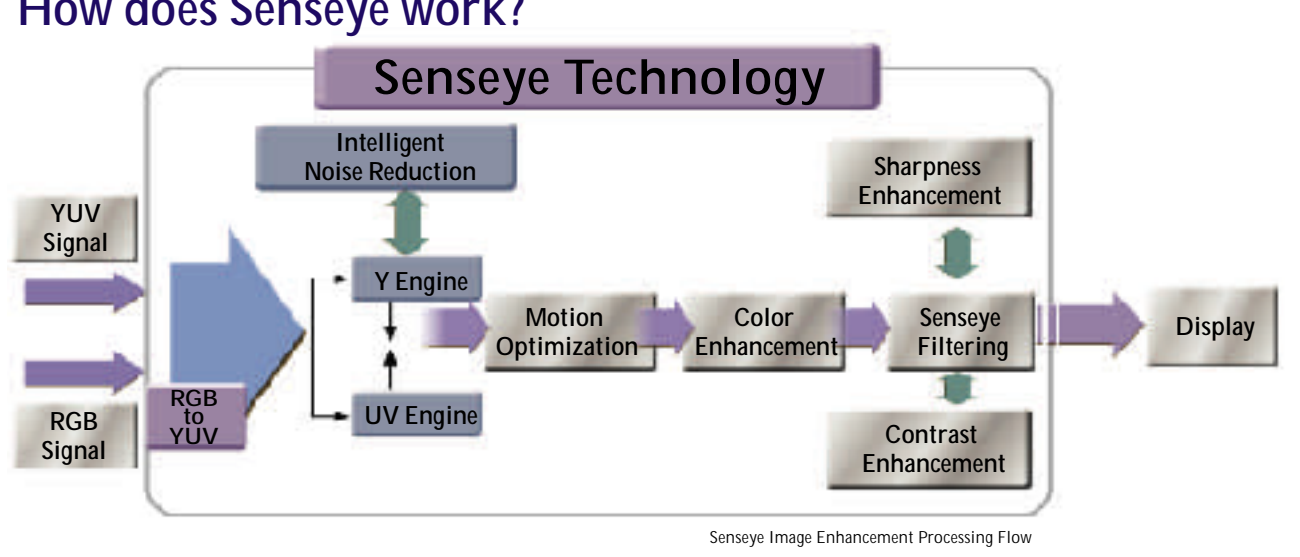 How does Senseye work?
Senseye Technology
Intelligent
Noise Reduction
Sharpness
Enhancement
YUV
Signal
Y Engine
Motion
Optimization
Color
Enhancement
Senseye
Filtering
Display
RGB
to
YUV
UV Engine
RGB
Signal
Contrast
Enhancement
Senseye Image Enhancement Processing Flow